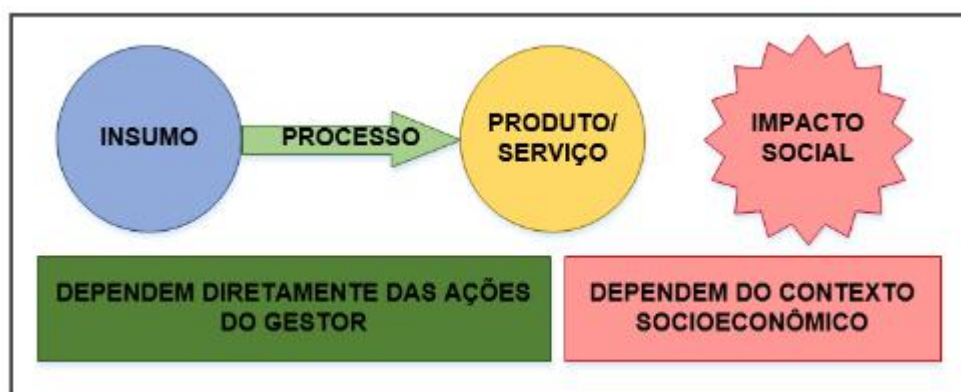 INSUMO
PROCESSO
PRODUTO/
SERVIÇO
IMPACTO
SOCIAL
DEPENDEM DIRETAMENTE DAS AÇÕES
DO GESTOR
DEPENDEM DO CONTEXTO
SOCIOECONÔMICO